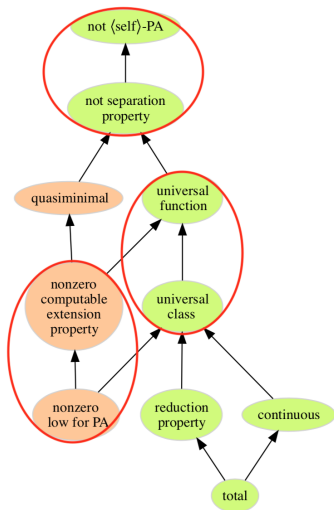 not ⟨self⟩-PA
not separation
property
quasiminimal
universal
function
nonzero
computable
extension
property
universal
class
nonzero
low for PA
reduction
property
continuous
total